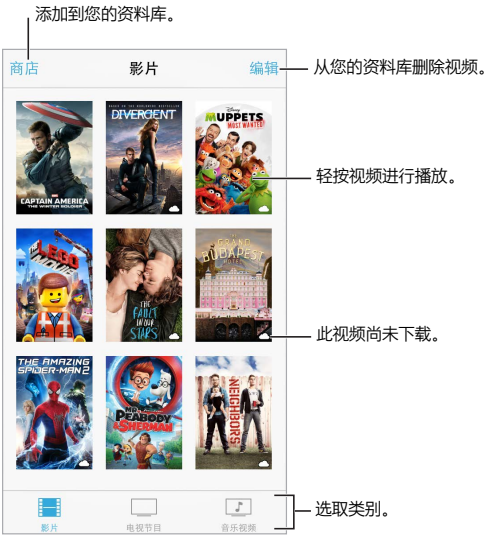 添加到您的资料库。
商店
影片
编辑
从您的资料库删除视频。
MARVEL
CAPTAIN AMERICA
THE WINTER SOLDIER
DIVERGENT
Disney
MUPPETS
MOST WANTED
轻按视频进行播放。
THE LEGO MOVIE
THE FAULT
IN OUR
STARS
THE GRAND
BUDAPEST
HOTEL
此视频尚未下载。
THE AMAZING
SPIDER-MAN 2
MR. PEABODY
& SHERMAN
NEIGHBORS
选取类别。
影片
电视节目
音乐视频